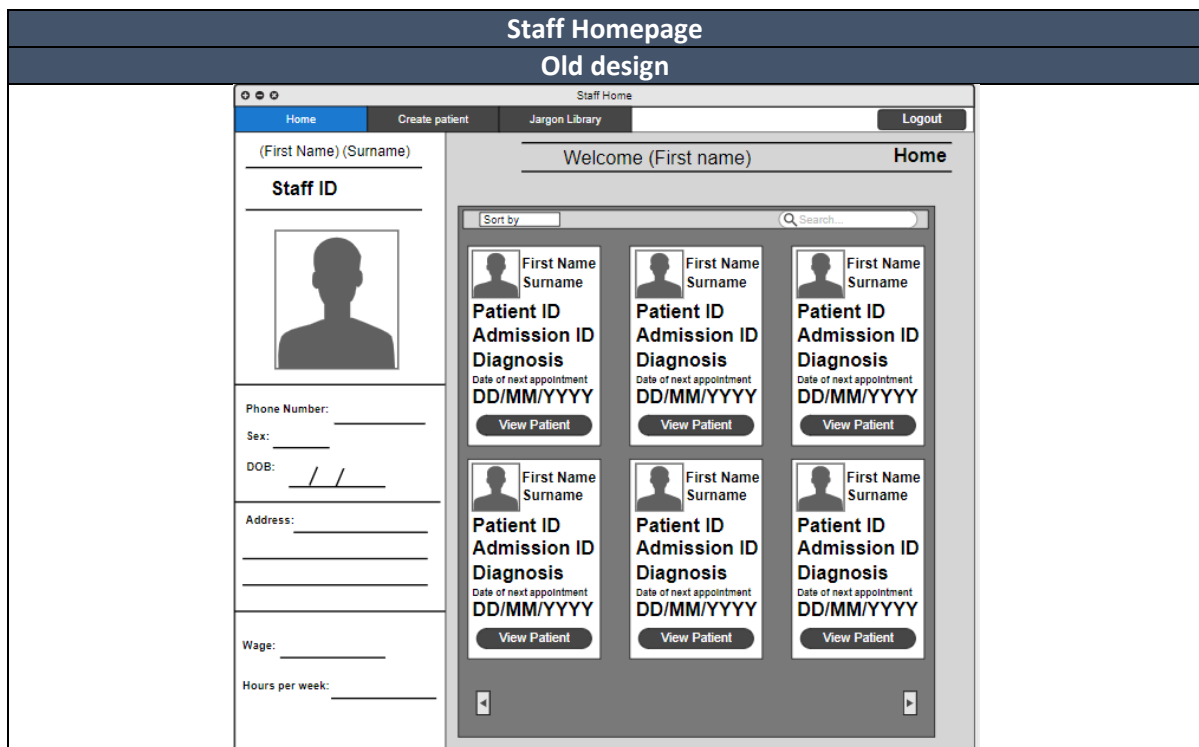 Staff Homepage
Old design
Staff Home
Home Create patient Jargon Library Logout
(First Name) (Surname)
Staff ID
Phone Number:
Sex:
DOB: / /
Address:
Wage:
Hours per week:
Welcome (First name) Home
Sort by Search...
First Name
Surname
Patient ID
Admission ID
Diagnosis
Date of next appointment
DD/MM/YYYY
View Patient
First Name
Surname
Patient ID
Admission ID
Diagnosis
Date of next appointment
DD/MM/YYYY
View Patient
First Name
Surname
Patient ID
Admission ID
Diagnosis
Date of next appointment
DD/MM/YYYY
View Patient
First Name
Surname
Patient ID
Admission ID
Diagnosis
Date of next appointment
DD/MM/YYYY
View Patient
First Name
Surname
Patient ID
Admission ID
Diagnosis
Date of next appointment
DD/MM/YYYY
View Patient
First Name
Surname
Patient ID
Admission ID
Diagnosis
Date of next appointment
DD/MM/YYYY
View Patient